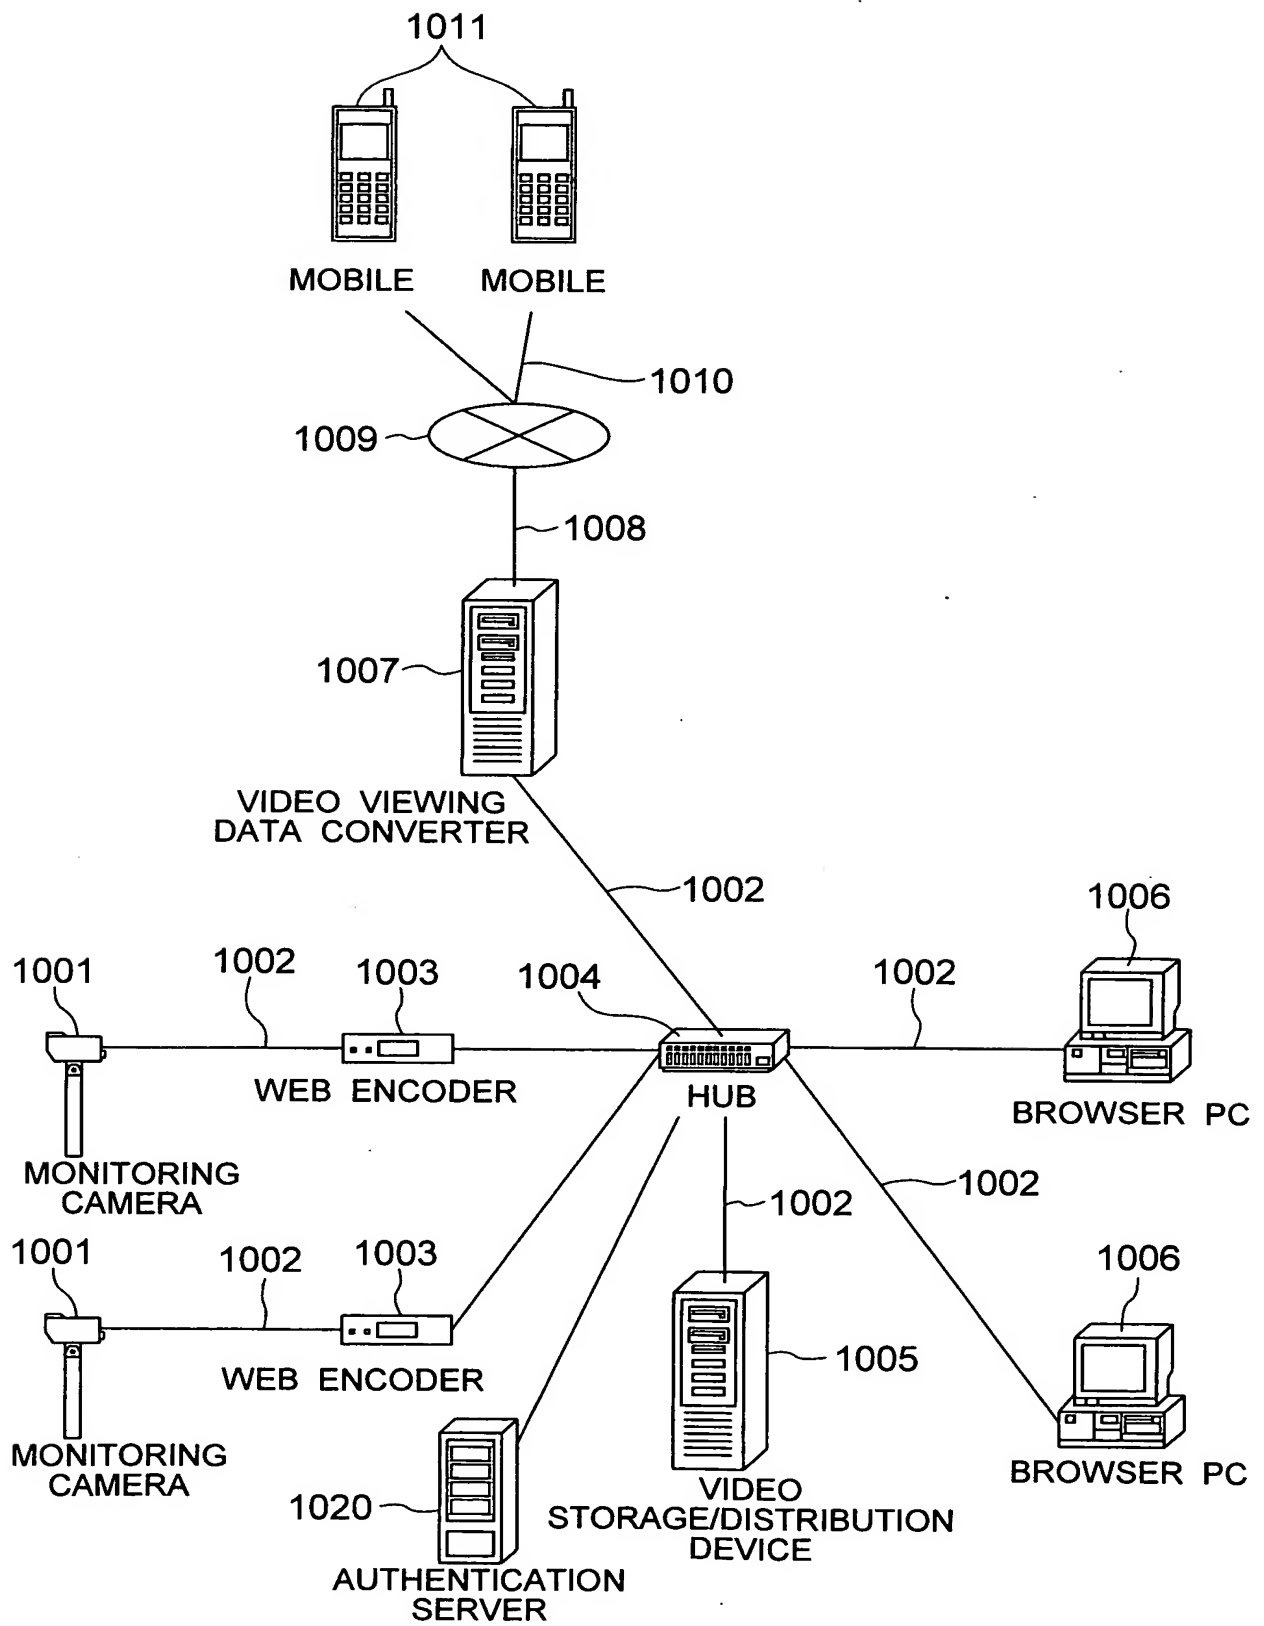 1011
MOBILE
MOBILE
1010
1009
1008
1007
VIDEO VIEWING
DATA CONVERTER
1002
1006
1001
1002
1003
1004
1002
WEB ENCODER
HUB
BROWSER PC
MONITORING
CAMERA
1002
1002
1001
1002
1003
1006
1005
WEB ENCODER
MONITORING
CAMERA
BROWSER PC
1020
VIDEO
STORAGE/DISTRIBUTION
DEVICE
AUTHENTICATION
SERVER